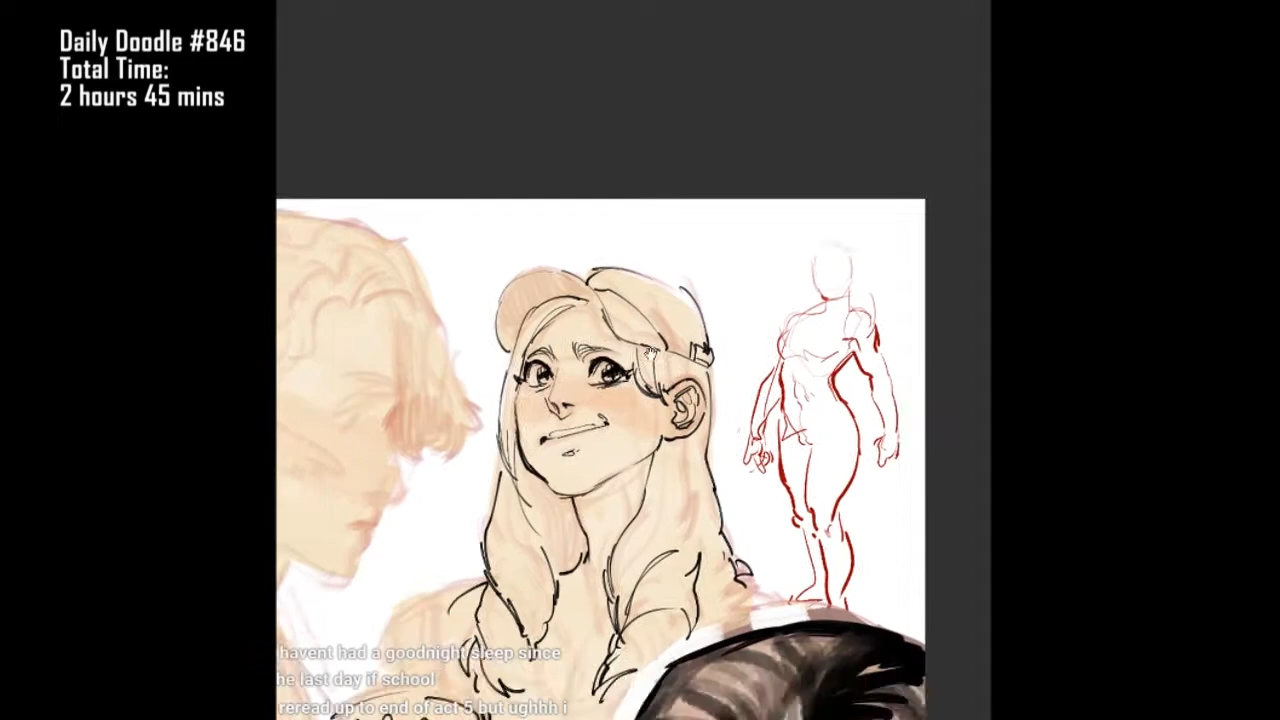 Daily Doodle #846
Total Time:
2 hours 45 mins
havent had a goodnight sleep since
he last day if school
reread up to end of act 5 but ughhh i